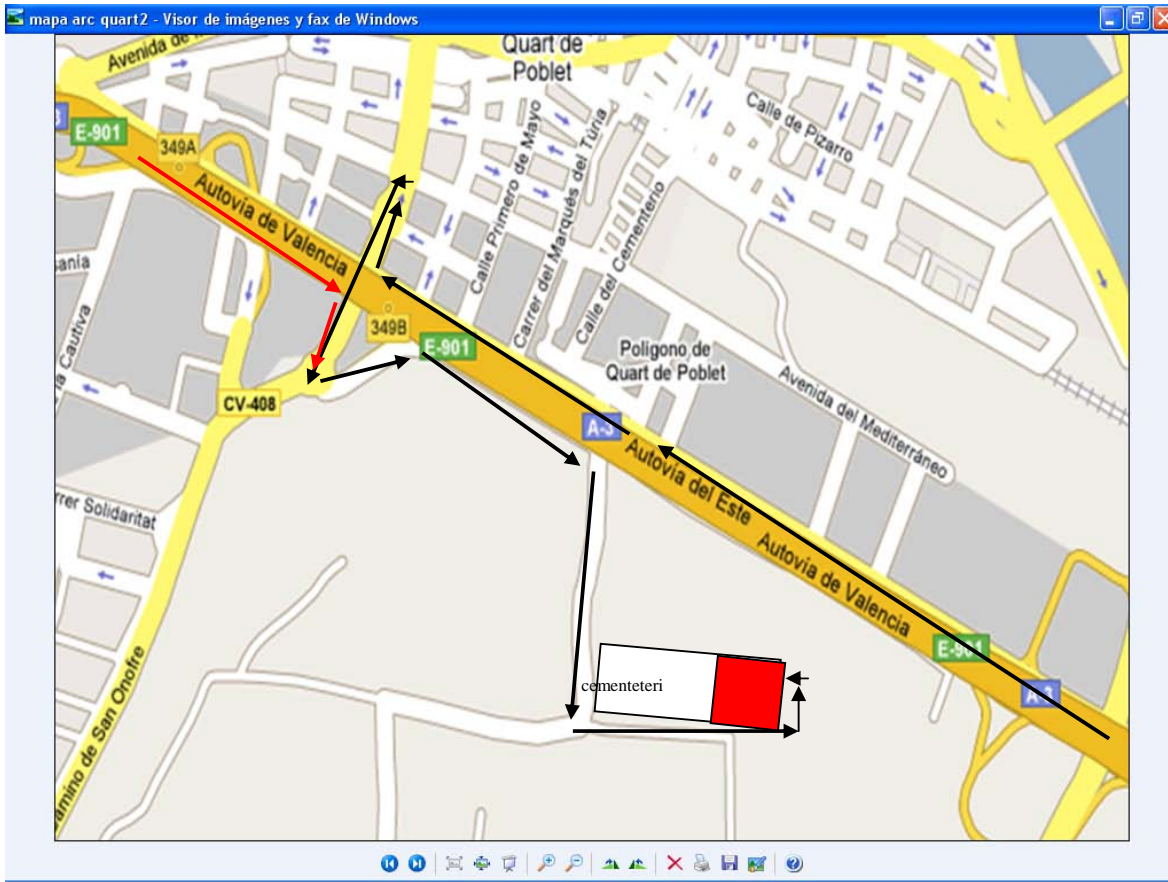 mapa arc quart2 - Visor de imágenes y fax de Windows
Quart de
Poblet
E-901
349A
Autovía de Valencia
Calle de Pizarro
Calle Primero de Mayo
Carrer del Marqués del Túria
Calle del Cementerio
sanía
a Cautiva
349B
E-901
Polígono de
Quart de Poblet
Avenida del Mediterráneo
CV-408
A-3
Autovía del Este
Autovía de Valencia
rrer Solidaritat
E-901
A-3
amino de San Onofre
cementeteri